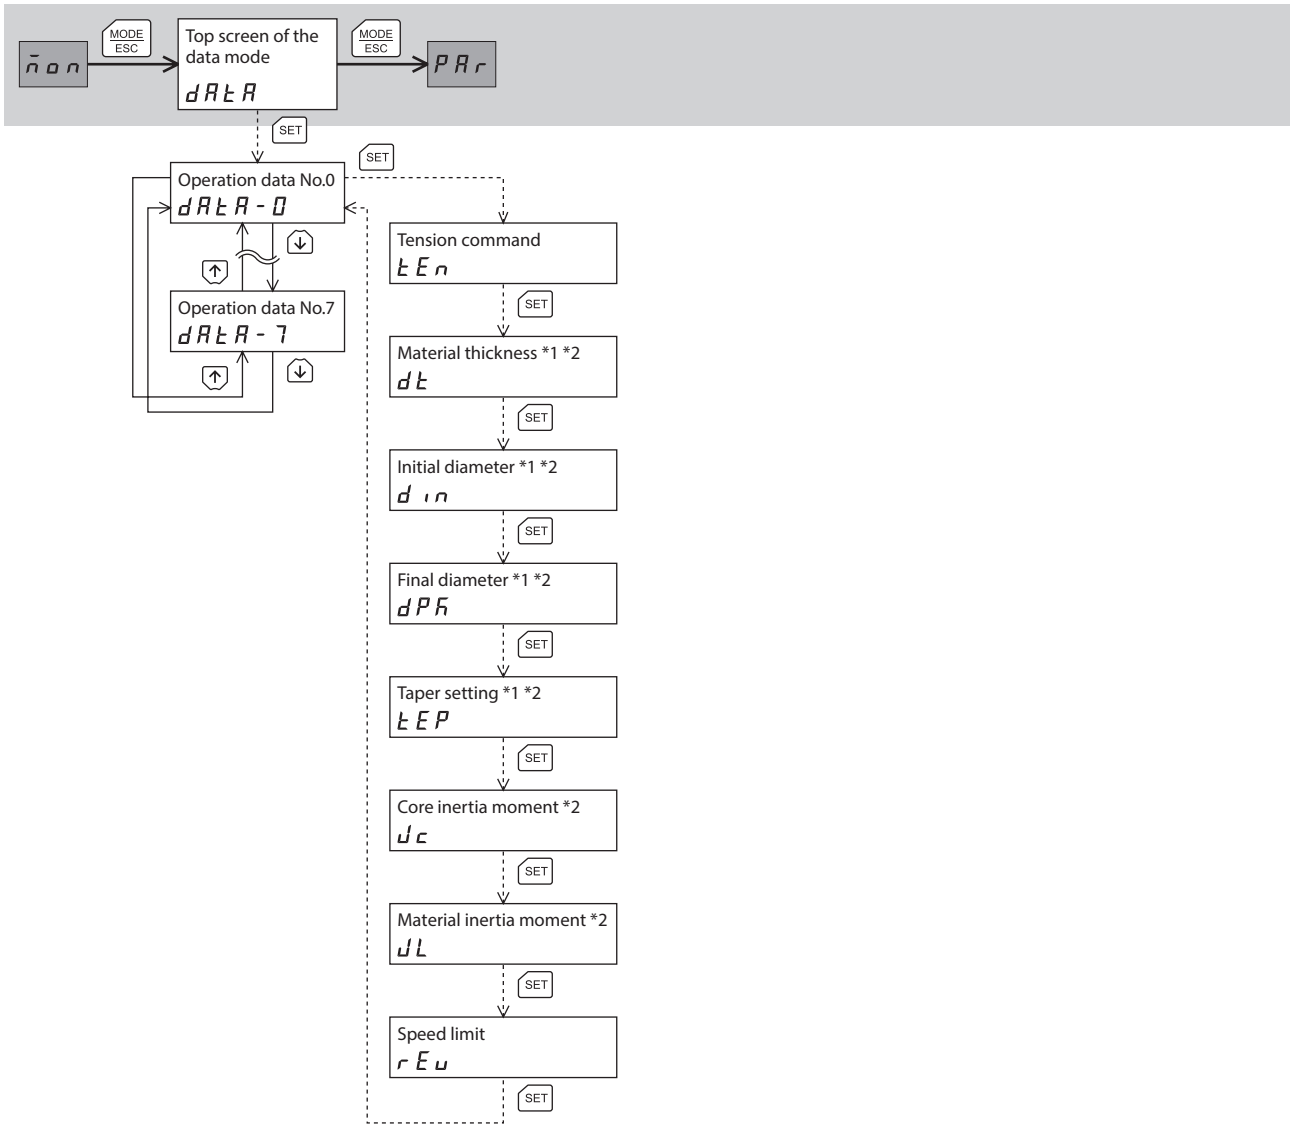 MODE
ESC
MODE
ESC
Top screen of the
data mode
dAtA
mon
PAr
SET
SET
Operation data No.0
dAtA-0
Operation data No.7
dAtA-7
Tension command
tEn
SET
Material thickness *1 *2
dt
SET
Initial diameter *1 *2
din
SET
Final diameter *1 *2
SET
Taper setting *1 *2
tEP
SET
Core inertia moment *2
Jc
SET
Material inertia moment *2
JL
SET
Speed limit
rEv
SET